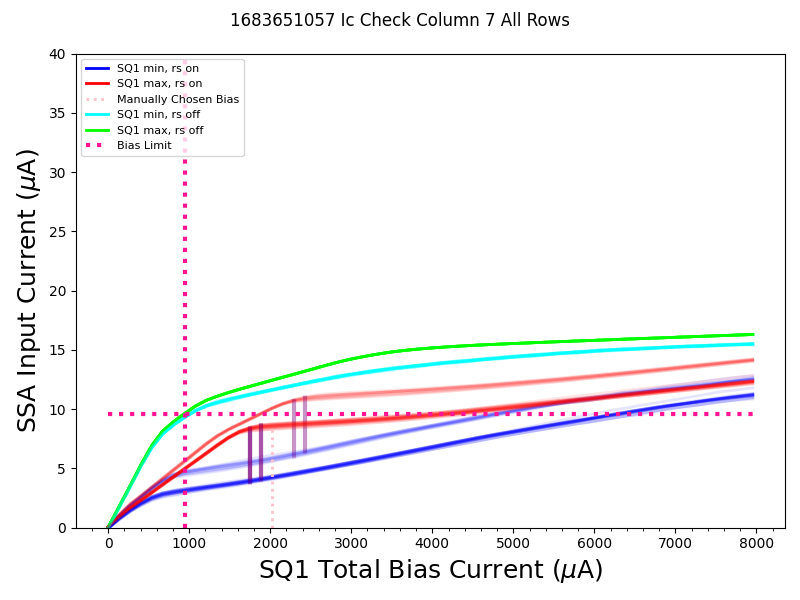 1683651057 Ic Check Column 7 All Rows
SSA Input Current (μA)
40
35
30
25
20
15
10
5
0
SQ1 min, rs on
SQ1 max, rs on
Manually Chosen Bias
SQ1 min, rs off
SQ1 max, rs off
Bias Limit
0 1000 2000 3000 4000 5000 6000 7000 8000
SQ1 Total Bias Current (μA)